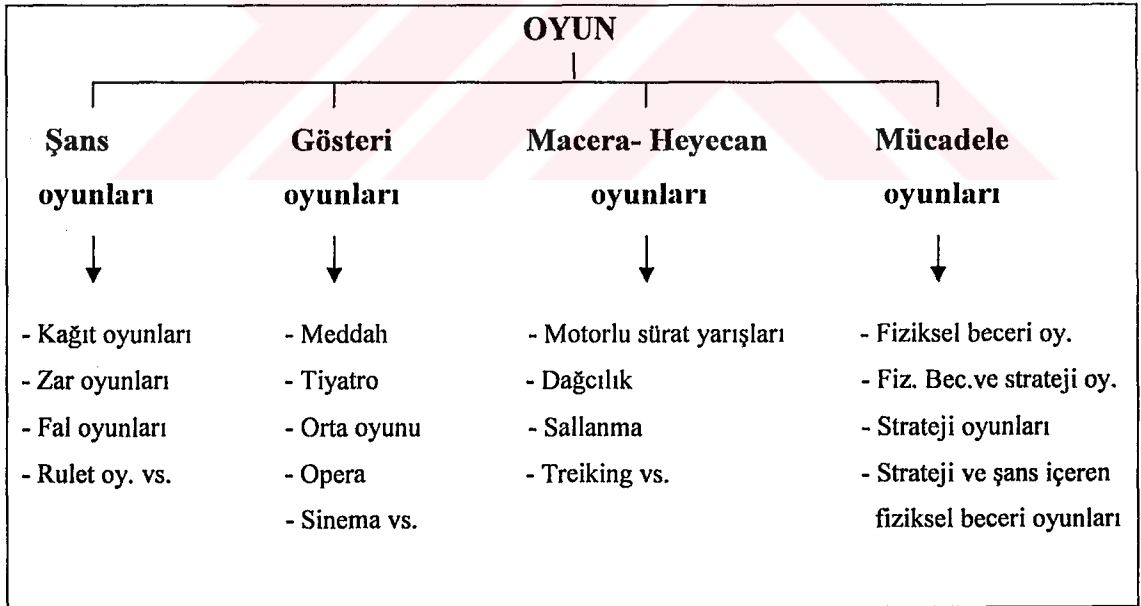 OYUN
Şans
oyunları
Gösteri
oyunları
Macera- Heyecan
oyunları
Mücadele
oyunları
- Kağıt oyunları
- Zar oyunları
- Fal oyunları
- Rulet oy. vs.
- Meddah
- Tiyatro
- Orta oyunu
- Opera
- Sinema vs.
- Motorlu sürat yarışları
- Dağcılık
- Sallanma
- Treiking vs.
- Fiziksel beceri oy.
- Fiz. Bec.ve strateji oy.
- Strateji oyunları
- Strateji ve şans içeren
fiziksel beceri oyunları